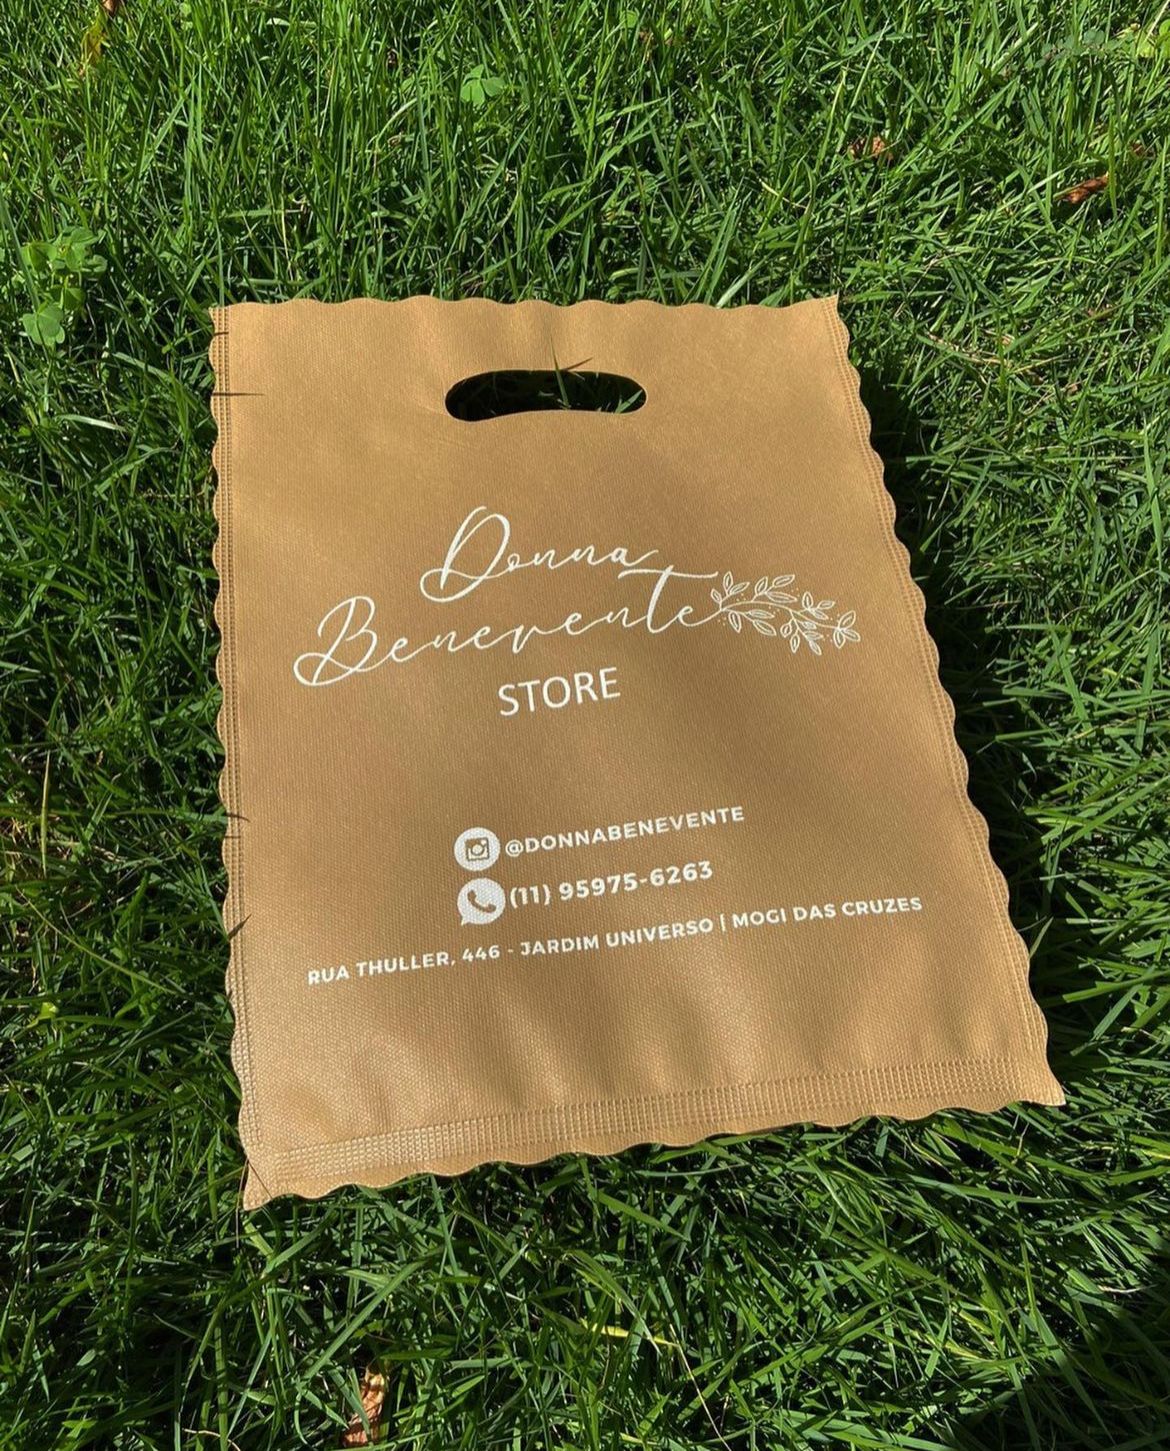 Donna
Benevente
STORE
@DONNABENEVENTE
(11) 95975-6263
RUA THULLER, 446 - JARDIM UNIVERSO | MOGI DAS CRUZES